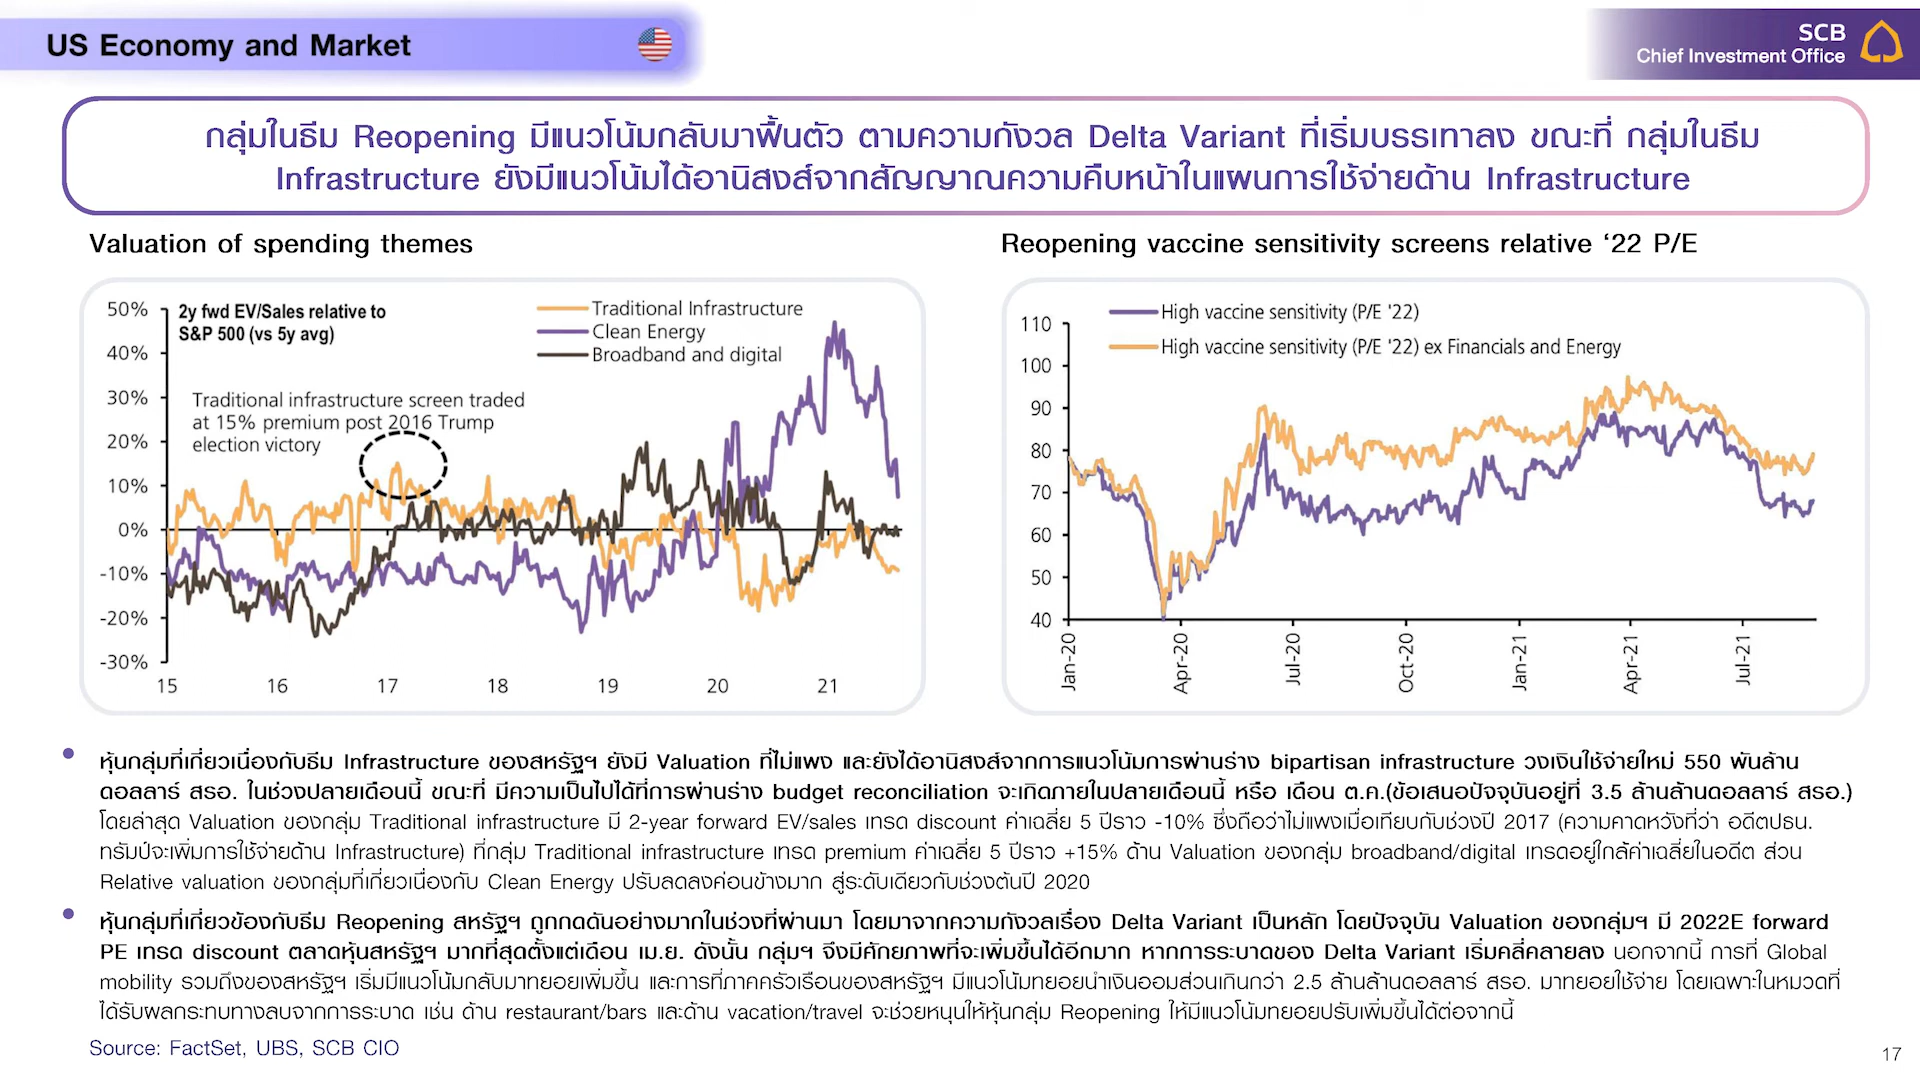 US Economy and Market
SCB
Chief Investment Office
กลุ่มในธีม Reopening มีแนวโน้มกลับมาฟื้นตัว ตามความกังวล Delta Variant ที่เริ่มบรรเทาลง ขณะที่ กลุ่มในธีม
Infrastructure ยังมีแนวโน้มได้อานิสงส์จากสัญญาณความคืบหน้าในแผนการใช้จ่ายด้าน Infrastructure
Valuation of spending themes
2y fwd EV/Sales relative to
S&P 500 (vs 5y avg)
Traditional Infrastructure
Clean Energy
Broadband and digital
Traditional infrastructure screen traded
at 15% premium post 2016 Trump
election victory
50%
40%
30%
20%
10%
0%
-10%
-20%
-30%
15 16 17 18 19 20 21
Reopening vaccine sensitivity screens relative ‘22 P/E
High vaccine sensitivity (P/E '22)
High vaccine sensitivity (P/E '22) ex Financials and Energy
110
100
90
80
70
60
50
40
Jan-20 Apr-20 Jul-20 Oct-20 Jan-21 Apr-21 Jul-21
• หุ้นกลุ่มที่เกี่ยวเนื่องกับธีม Infrastructure ของสหรัฐฯ ยังมี Valuation ที่ไม่แพง และยังได้อานิสงส์จากการแนวโน้มการผ่านร่าง bipartisan infrastructure วงเงินใช้จ่ายใหม่ 550 พันล้าน
ดอลลาร์ สรอ. ในช่วงปลายเดือนนี้ ขณะที่ มีความเป็นไปได้ที่การผ่านร่าง budget reconciliation จะเกิดภายในปลายเดือนนี้ หรือ เดือน ต.ค.(ข้อเสนอปัจจุบันอยู่ที่ 3.5 ล้านล้านดอลลาร์ สรอ.)
โดยล่าสุด Valuation ของกลุ่ม Traditional infrastructure มี 2-year forward EV/sales เทรด discount ค่าเฉลี่ย 5 ปีราว -10% ซึ่งถือว่าไม่แพงเมื่อเทียบกับช่วงปี 2017 (ความคาดหวังที่ว่า อดีตปธน.
ทรัมป์จะเพิ่มการใช้จ่ายด้าน Infrastructure) ที่กลุ่ม Traditional infrastructure เทรด premium ค่าเฉลี่ย 5 ปีราว +15% ด้าน Valuation ของกลุ่ม broadband/digital เทรดอยู่ใกล้ค่าเฉลี่ยในอดีต ส่วน
Relative valuation ของกลุ่มที่เกี่ยวเนื่องกับ Clean Energy ปรับลดลงค่อนข้างมาก สู่ระดับเดียวกับช่วงต้นปี 2020
• หุ้นกลุ่มที่เกี่ยวข้องกับธีม Reopening สหรัฐฯ ถูกกดดันอย่างมากในช่วงที่ผ่านมา โดยมาจากความกังวลเรื่อง Delta Variant เป็นหลัก โดยปัจจุบัน Valuation ของกลุ่มฯ มี 2022E forward
PE เทรด discount ตลาดหุ้นสหรัฐฯ มากที่สุดตั้งแต่เดือน เม.ย. ดังนั้น กลุ่มฯ จึงมีศักยภาพที่จะเพิ่มขึ้นได้อีกมาก หากการระบาดของ Delta Variant เริ่มคลี่คลายลง นอกจากนี้ การที่ Global
mobility รวมถึงของสหรัฐฯ เริ่มมีแนวโน้มกลับมาทยอยเพิ่มขึ้น และการที่ภาคครัวเรือนของสหรัฐฯ มีแนวโน้มทยอยนำเงินออมส่วนเกินกว่า 2.5 ล้านล้านดอลลาร์ สรอ. มาทยอยใช้จ่าย โดยเฉพาะในหมวดที่
ได้รับผลกระทบทางลบจากการระบาด เช่น ด้าน restaurant/bars และด้าน vacation/travel จะช่วยหนุนให้หุ้นกลุ่ม Reopening ให้มีแนวโน้มทยอยปรับเพิ่มขึ้นได้ต่อจากนี้
Source: FactSet, UBS, SCB CIO
17